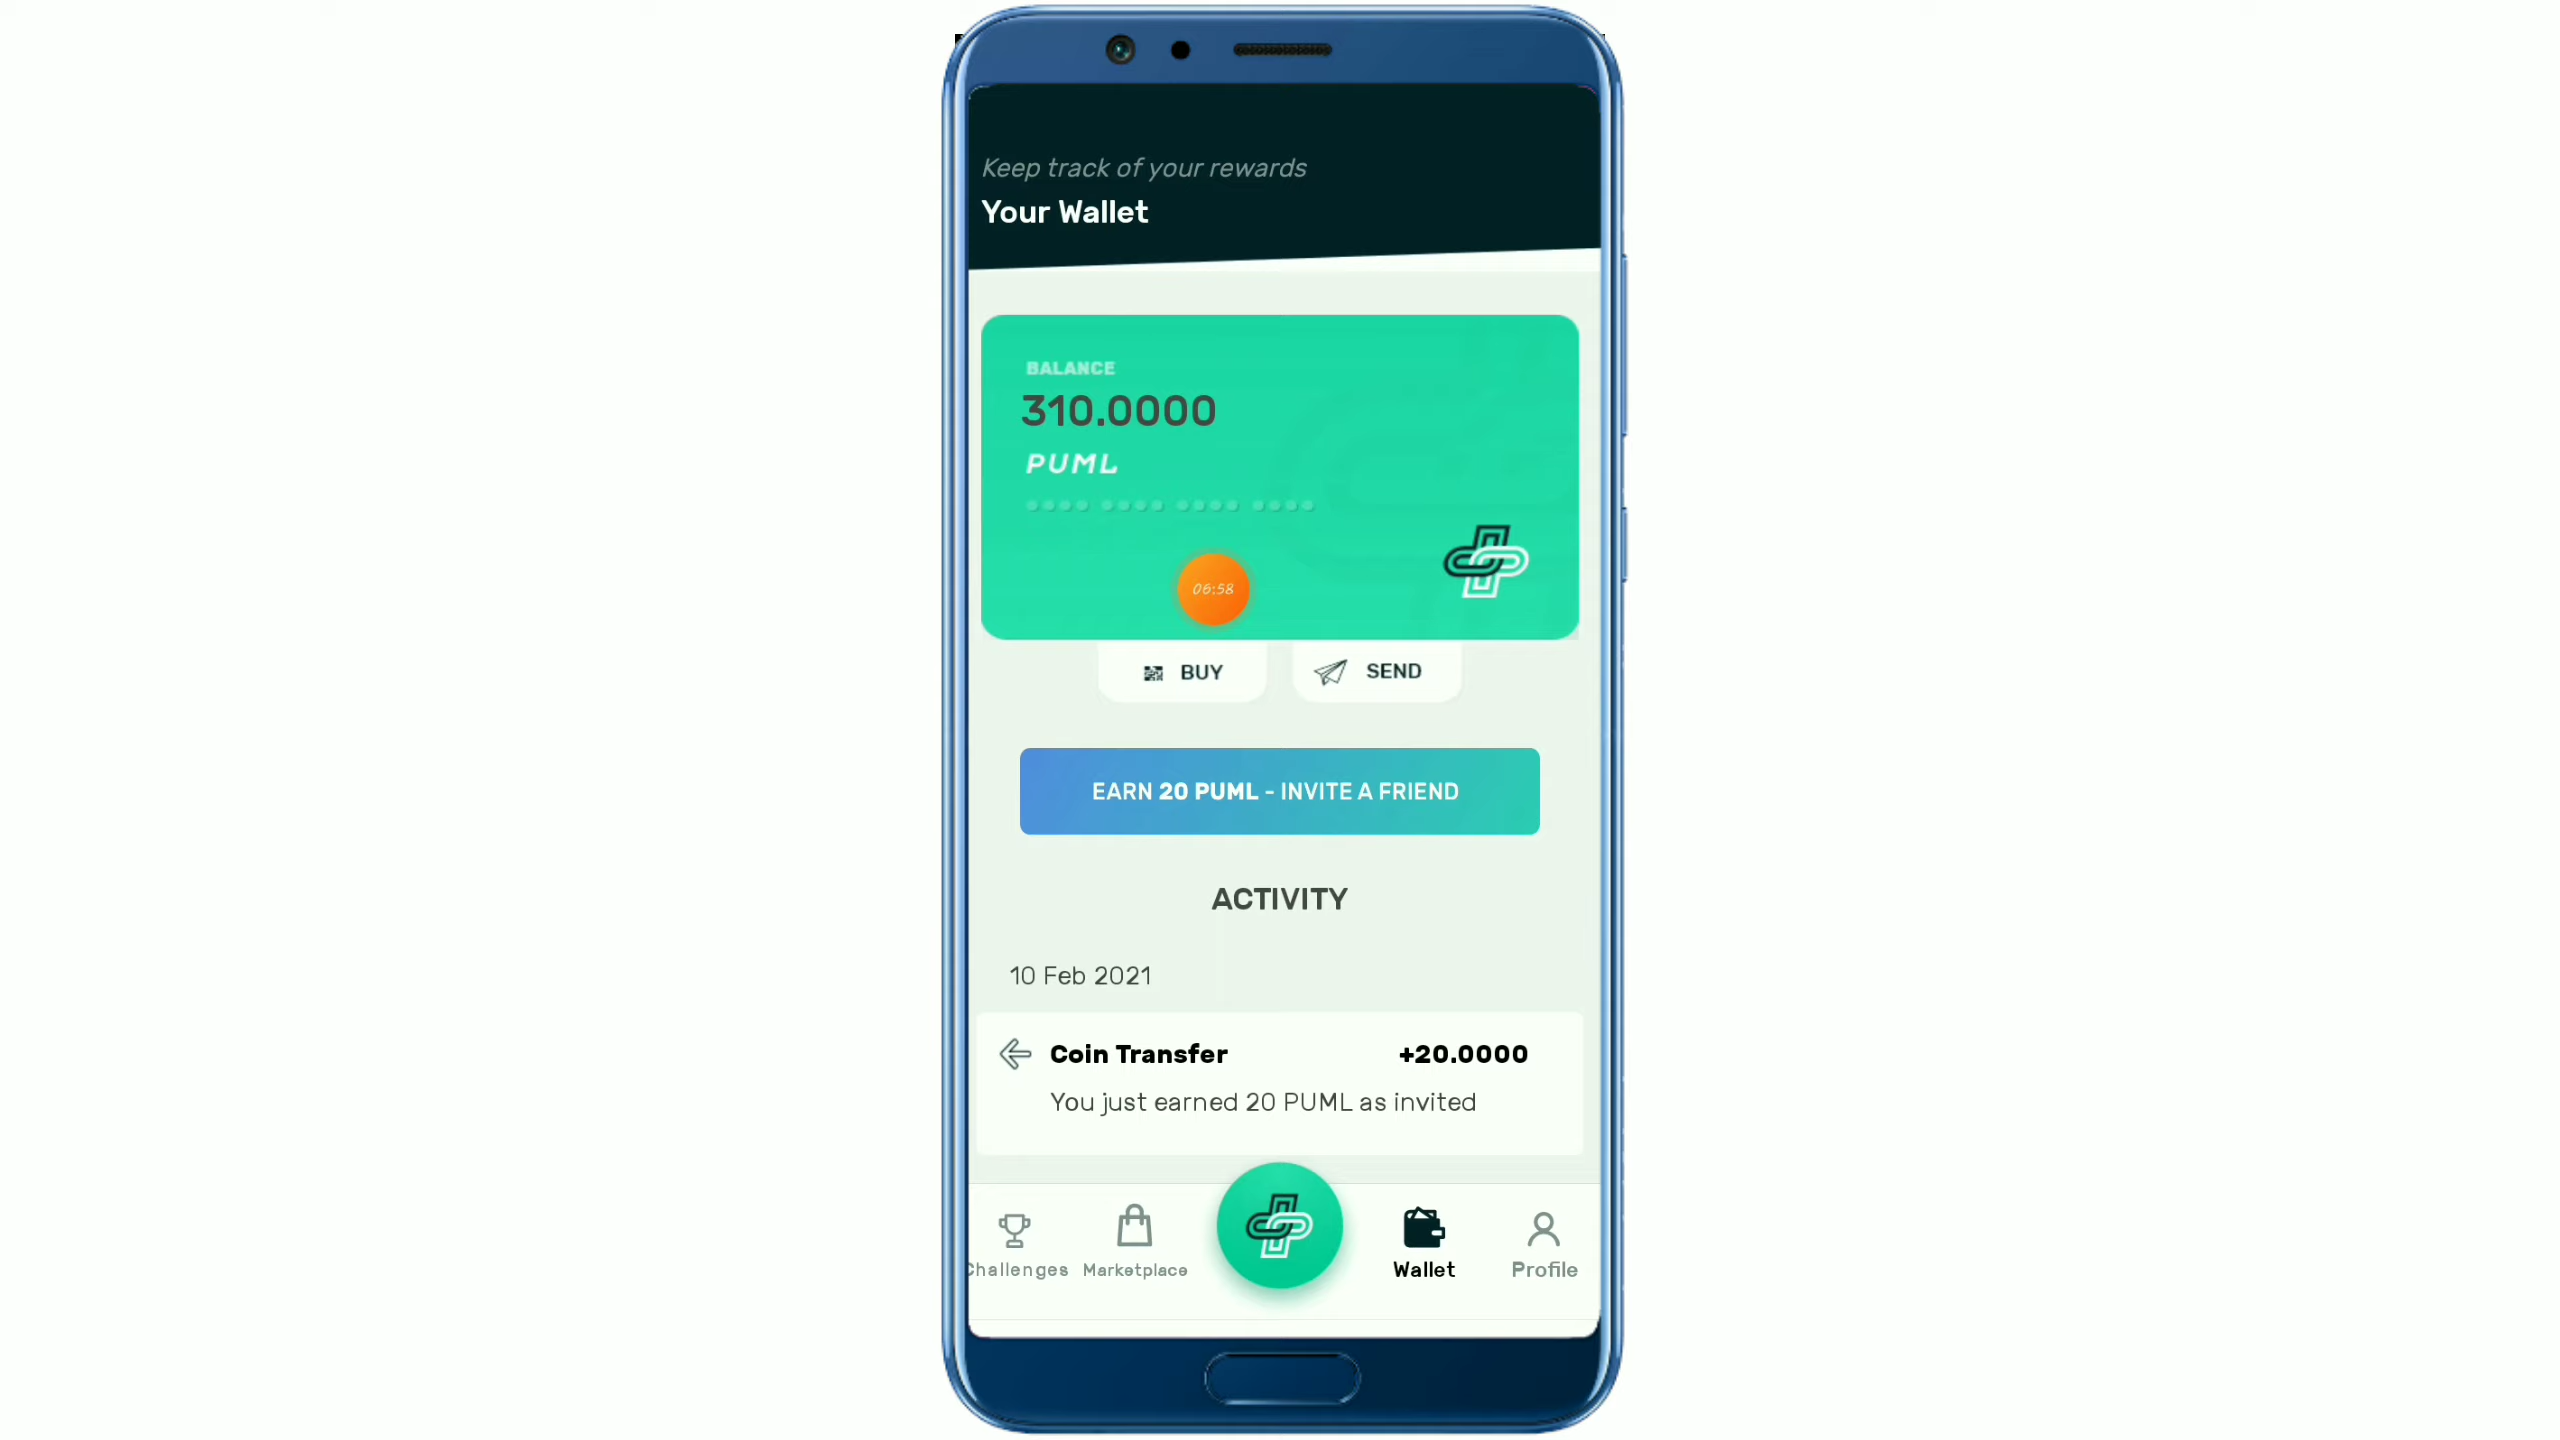 Keep track of your rewards
Your Wallet
BALANCE
310.0000
PUML
06:58
BUY
SEND
EARN 20 PUML - INVITE A FRIEND
ACTIVITY
10 Feb 2021
Coin Transfer +20.0000
You just earned 20 PUML as invited
Challenges Marketplace Wallet Profile